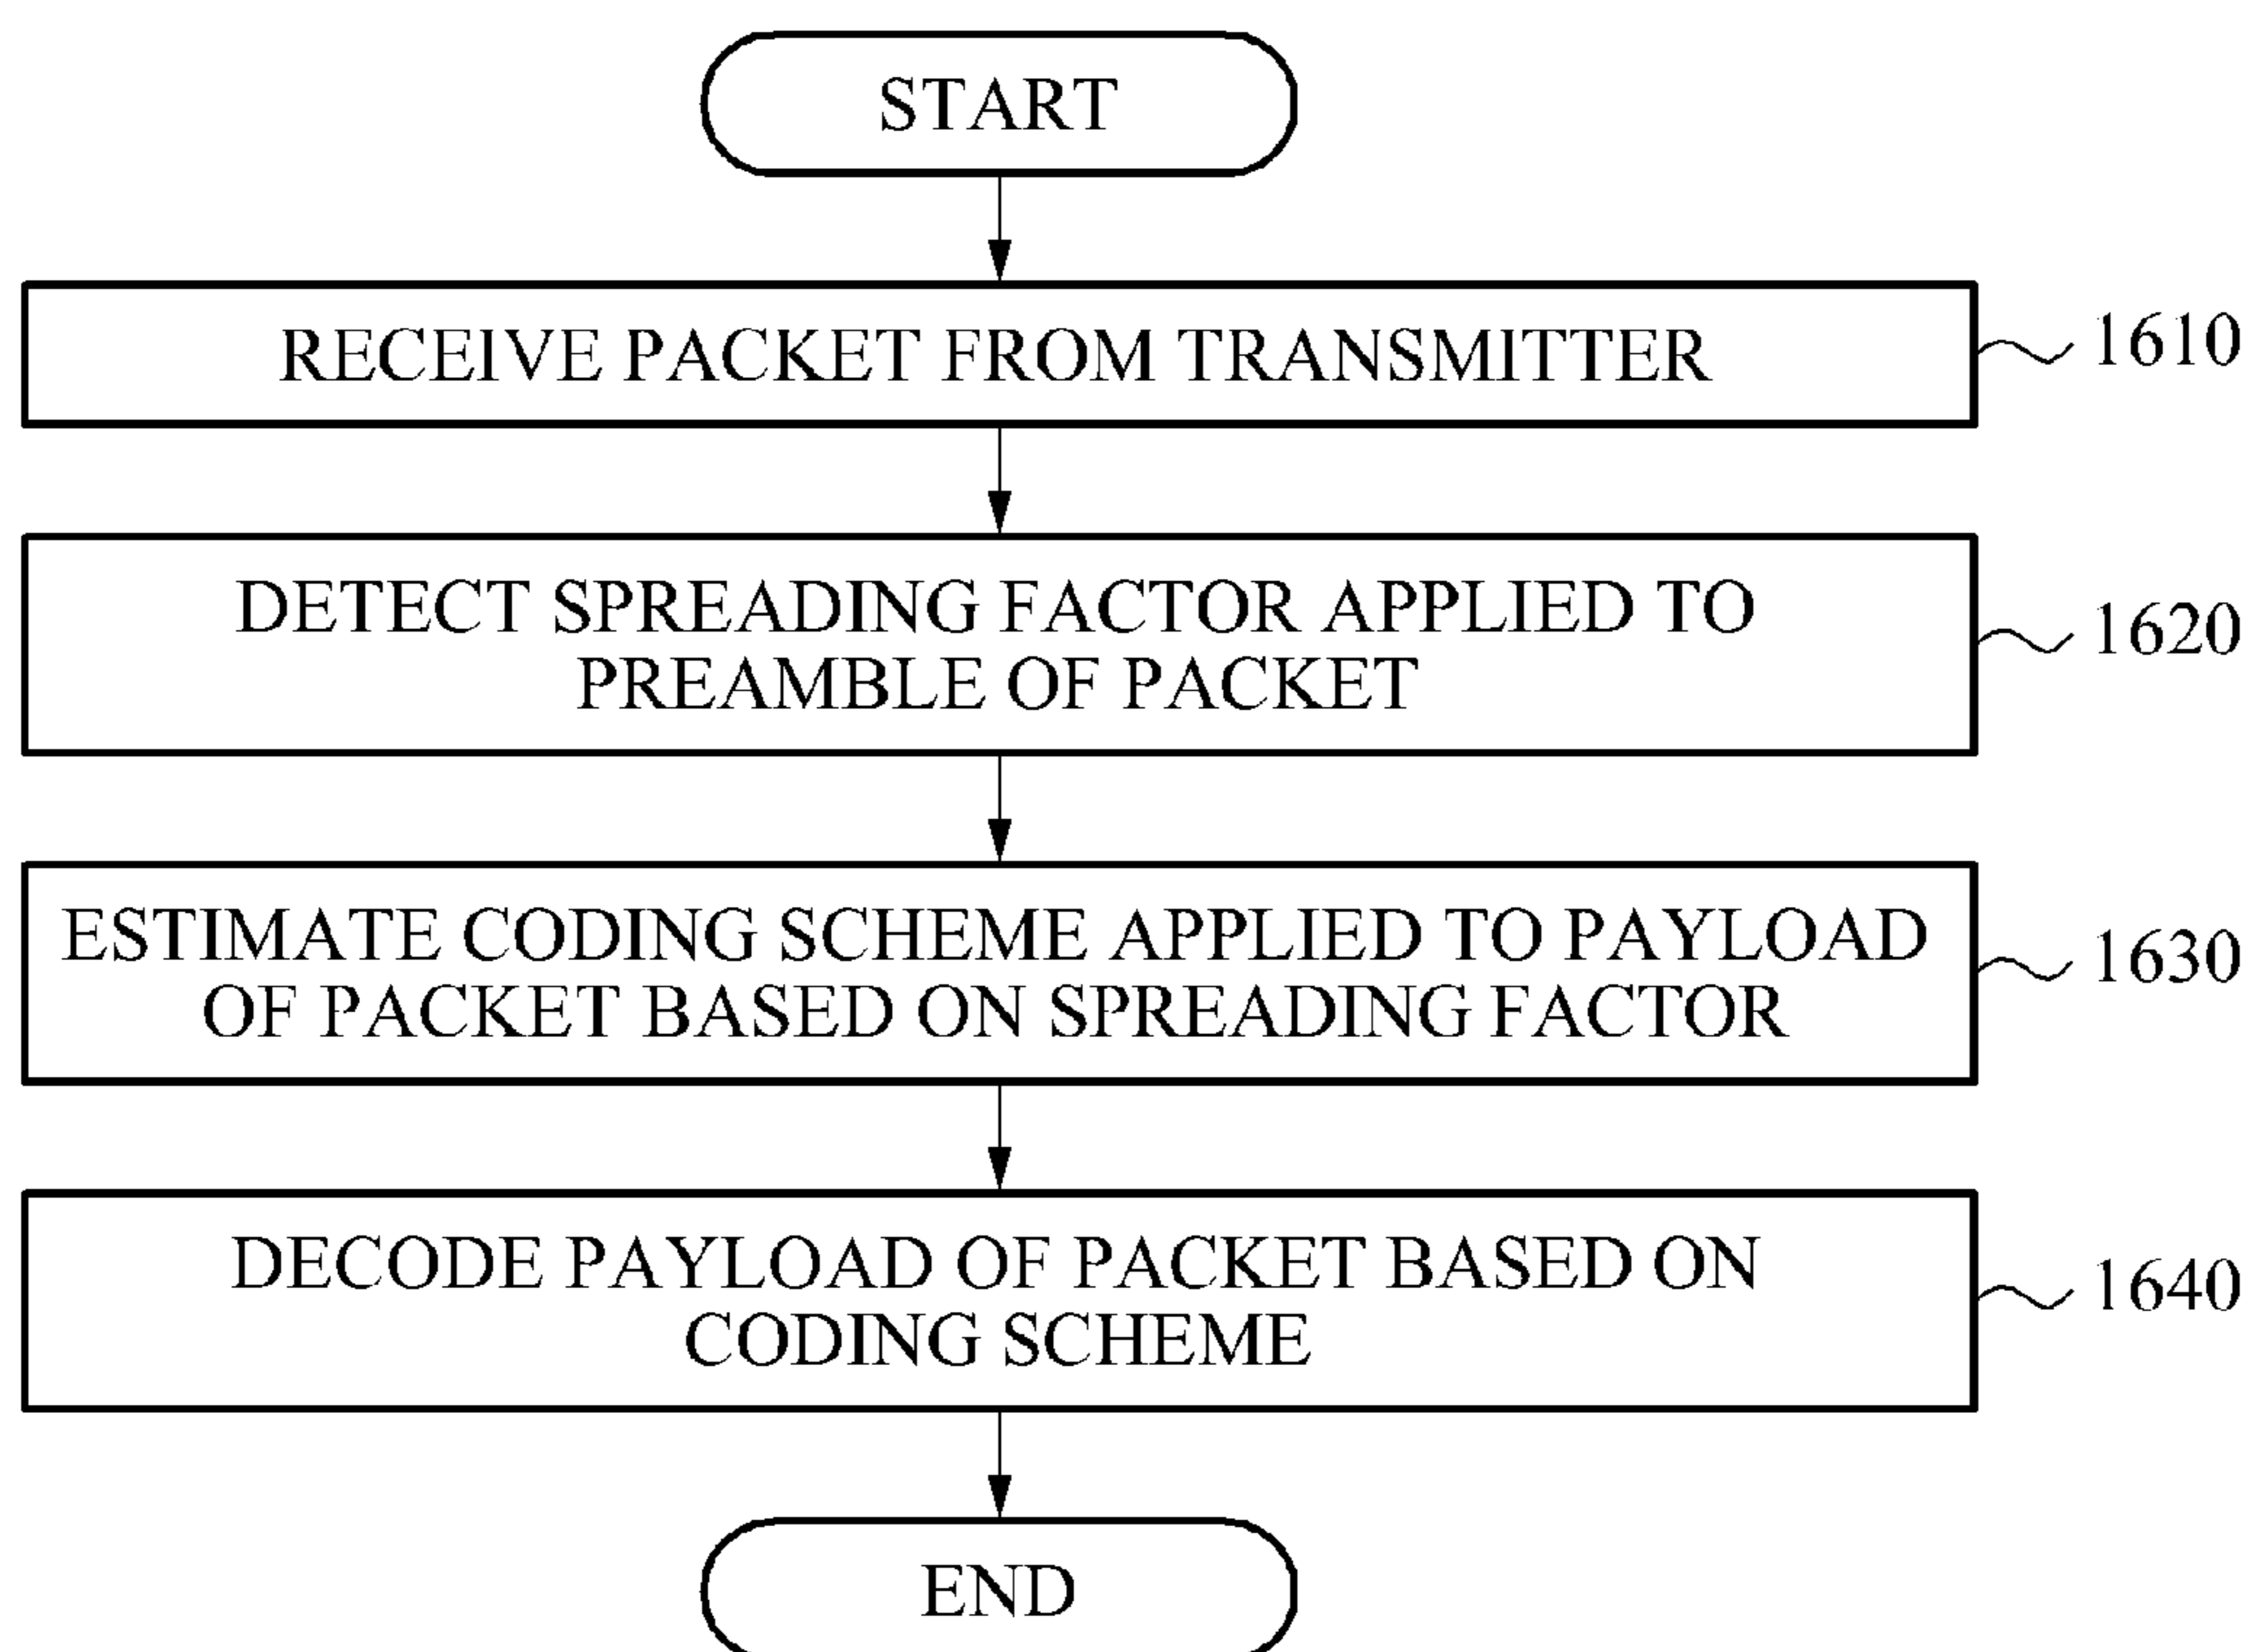 START
RECEIVE PACKET FROM TRANSMITTER
1610
DETECT SPREADING FACTOR APPLIED TO
PREAMBLE OF PACKET
1620
ESTIMATE CODING SCHEME APPLIED TO PAYLOAD
OF PACKET BASED ON SPREADING FACTOR
1630
DECODE PAYLOAD OF PACKET BASED ON
CODING SCHEME
1640
END